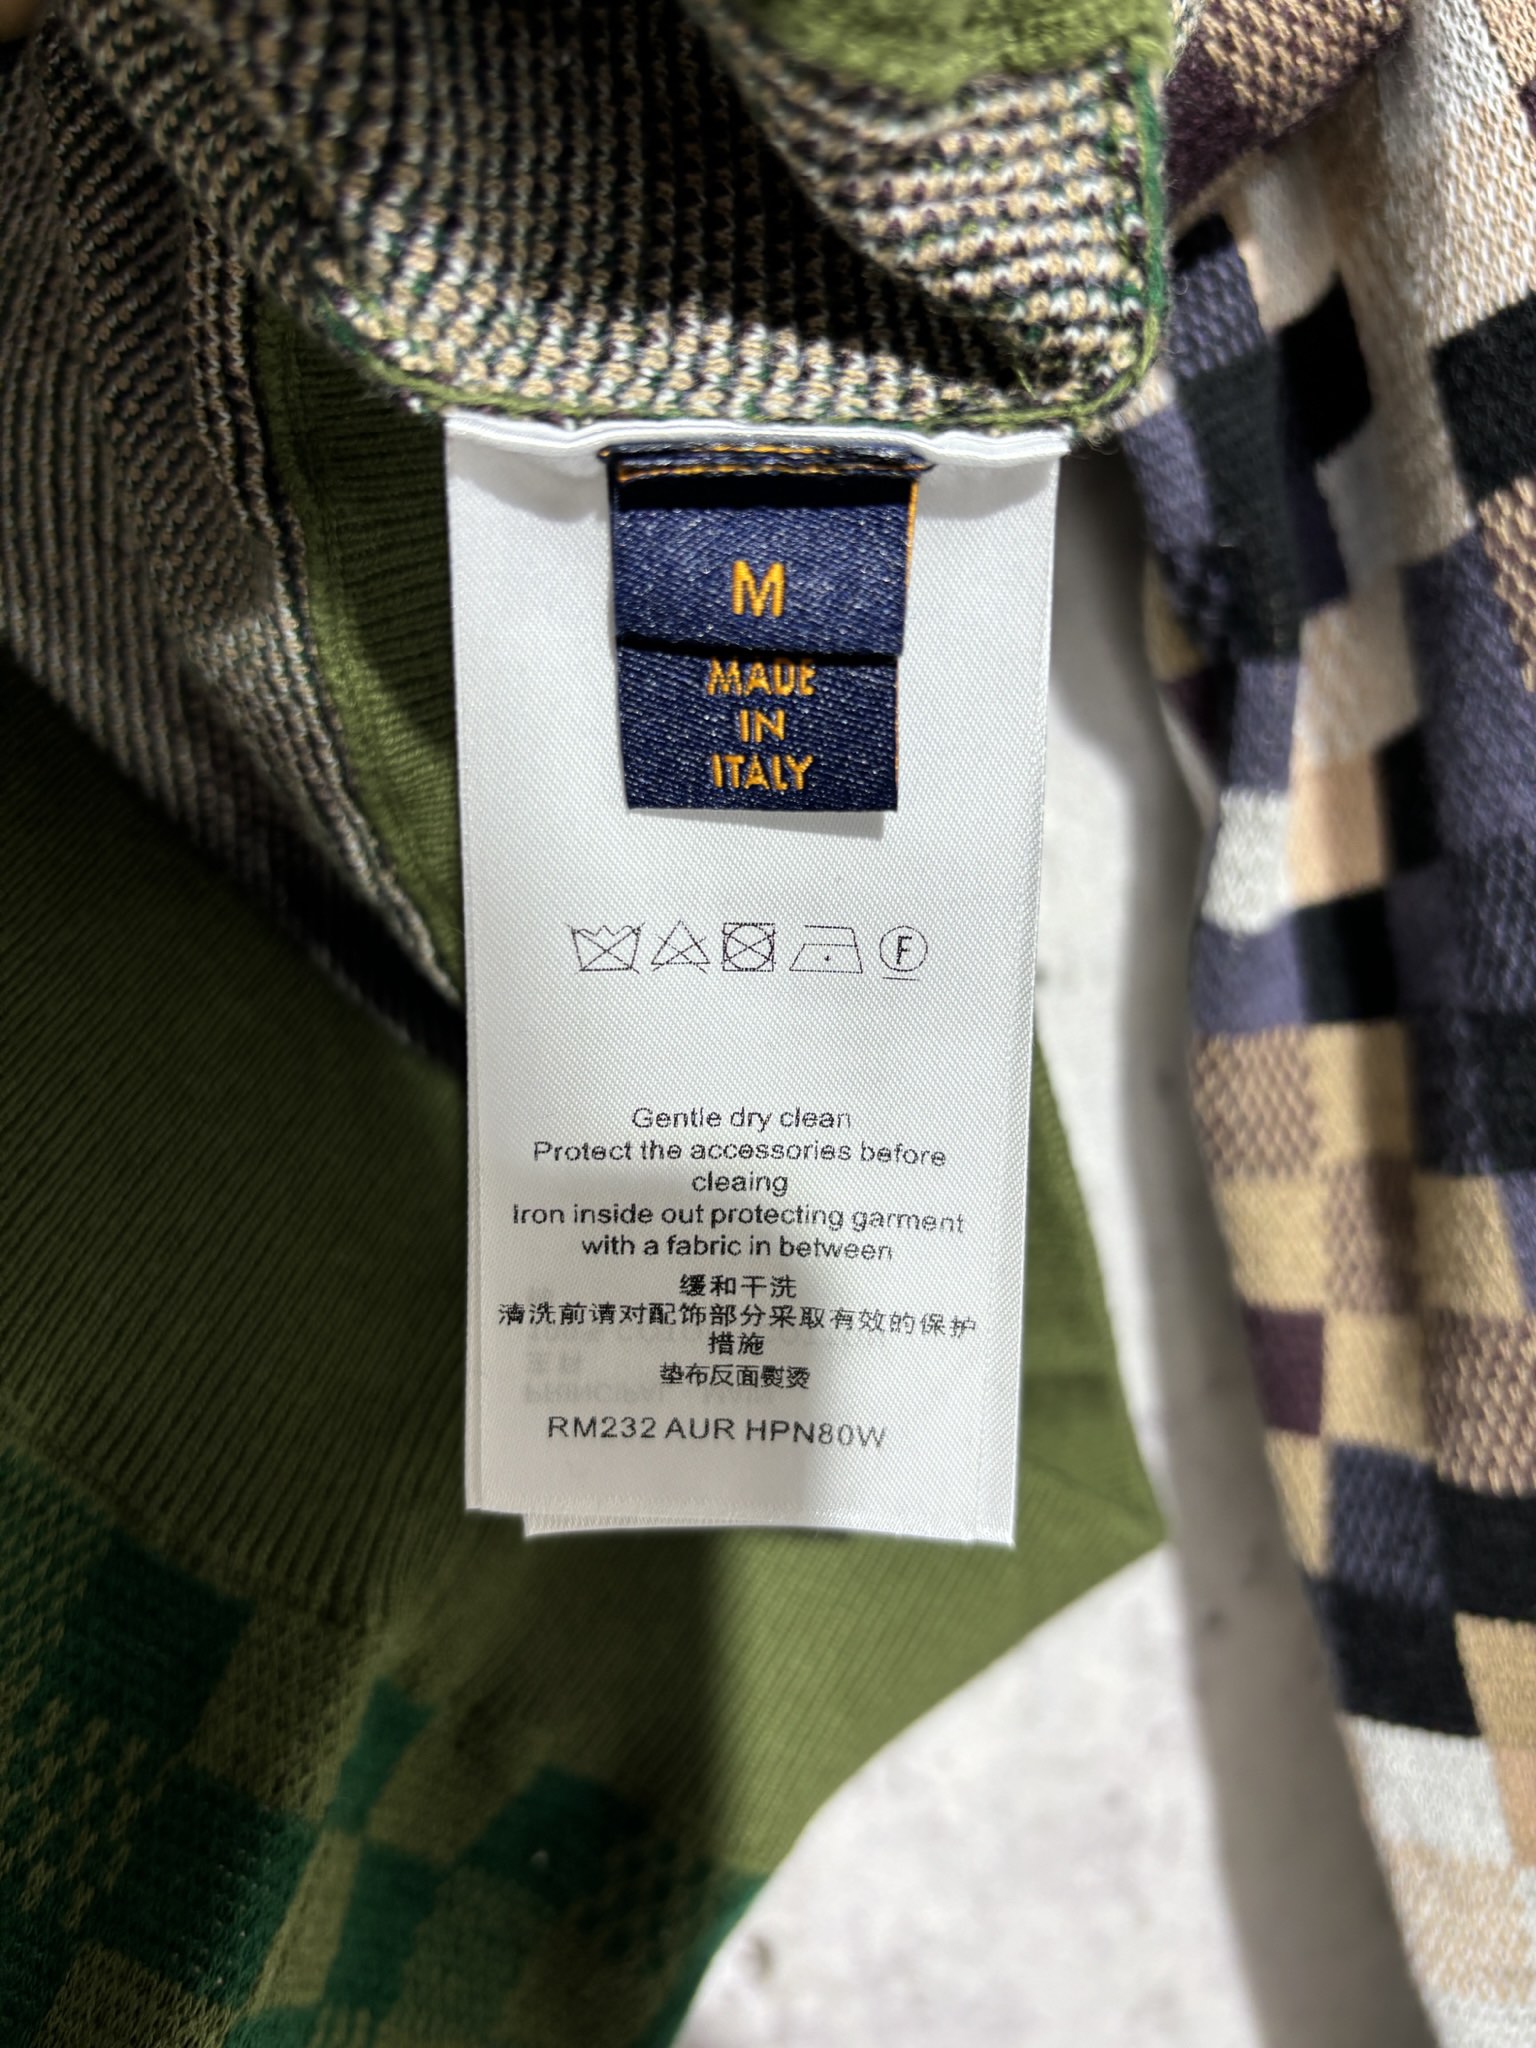 M
MADE
IN
ITALY
F
Gentle dry clean
Protect the accessories before
cleaing
Iron inside out protecting garment
with a fabric in between
缓和干洗
清洗前请对配饰部分采取有效的保护
措施
垫布反面熨烫
RM232 AUR HPN80W